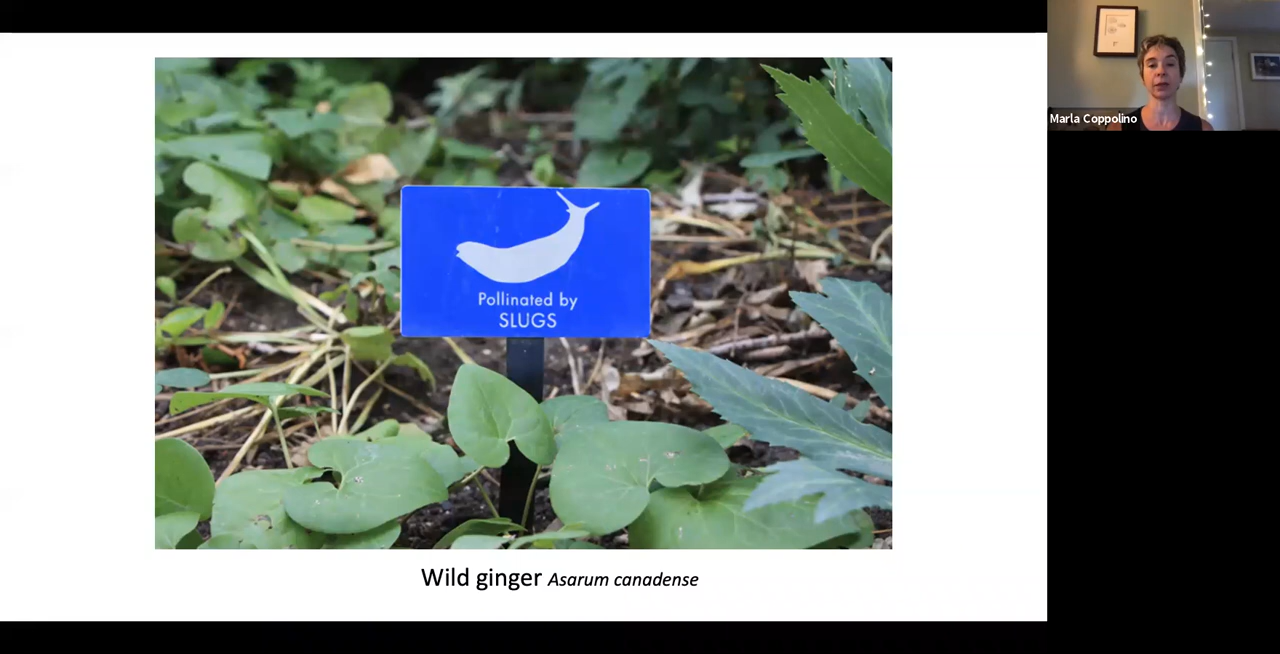 Pollinated by
SLUGS
Wild ginger Asarum canadense
Marla Coppolino